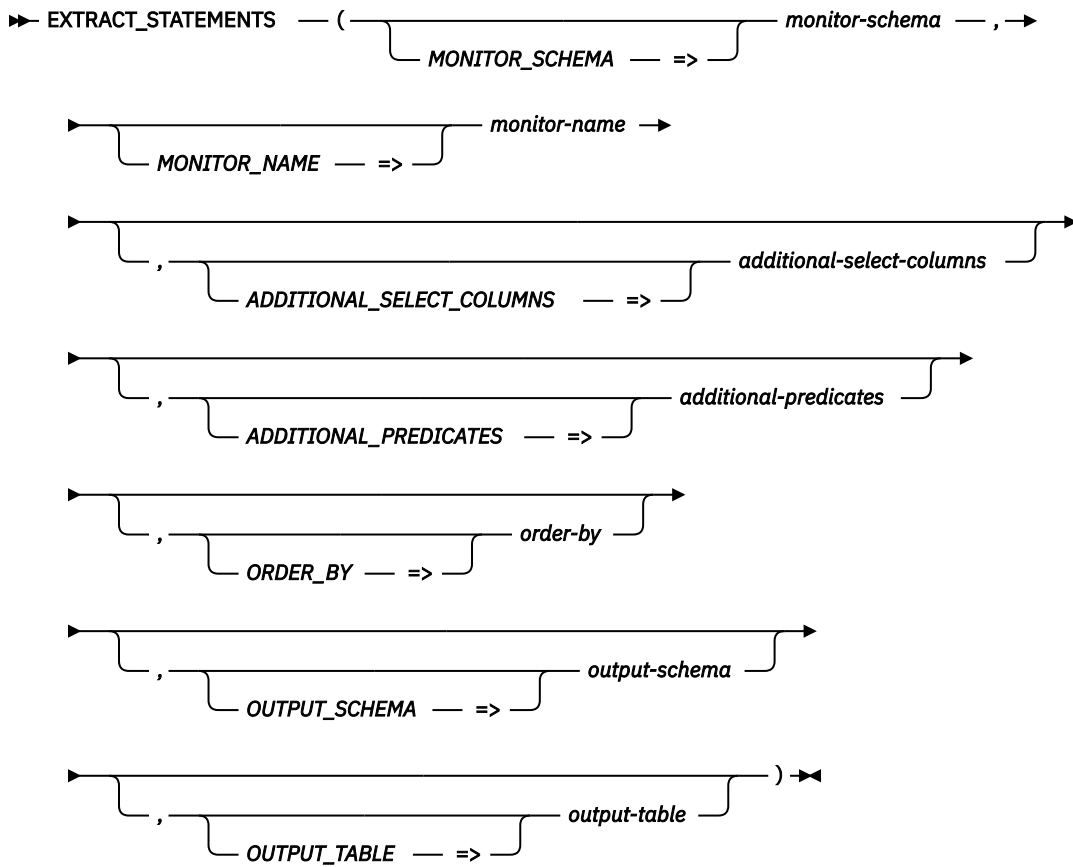 EXTRACT_STATEMENTS ( monitor-schema ,
MONITOR_SCHEMA =>
monitor-name
MONITOR_NAME =>
, additional-select-columns
ADDITIONAL_SELECT_COLUMNS =>
, additional-predicates
ADDITIONAL_PREDICATES =>
, order-by
ORDER_BY =>
, output-schema
OUTPUT_SCHEMA =>
)
, output-table
OUTPUT_TABLE =>